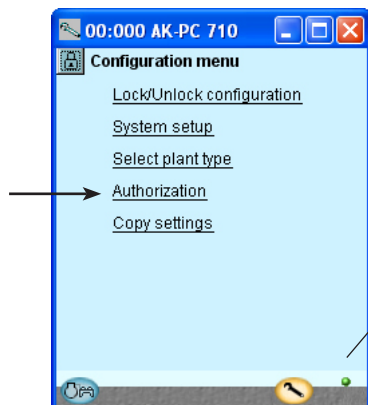 00:000 AK-PC 710
Configuration menu
Lock/Unlock configuration
System setup
Select plant type
Authorization
Copy settings